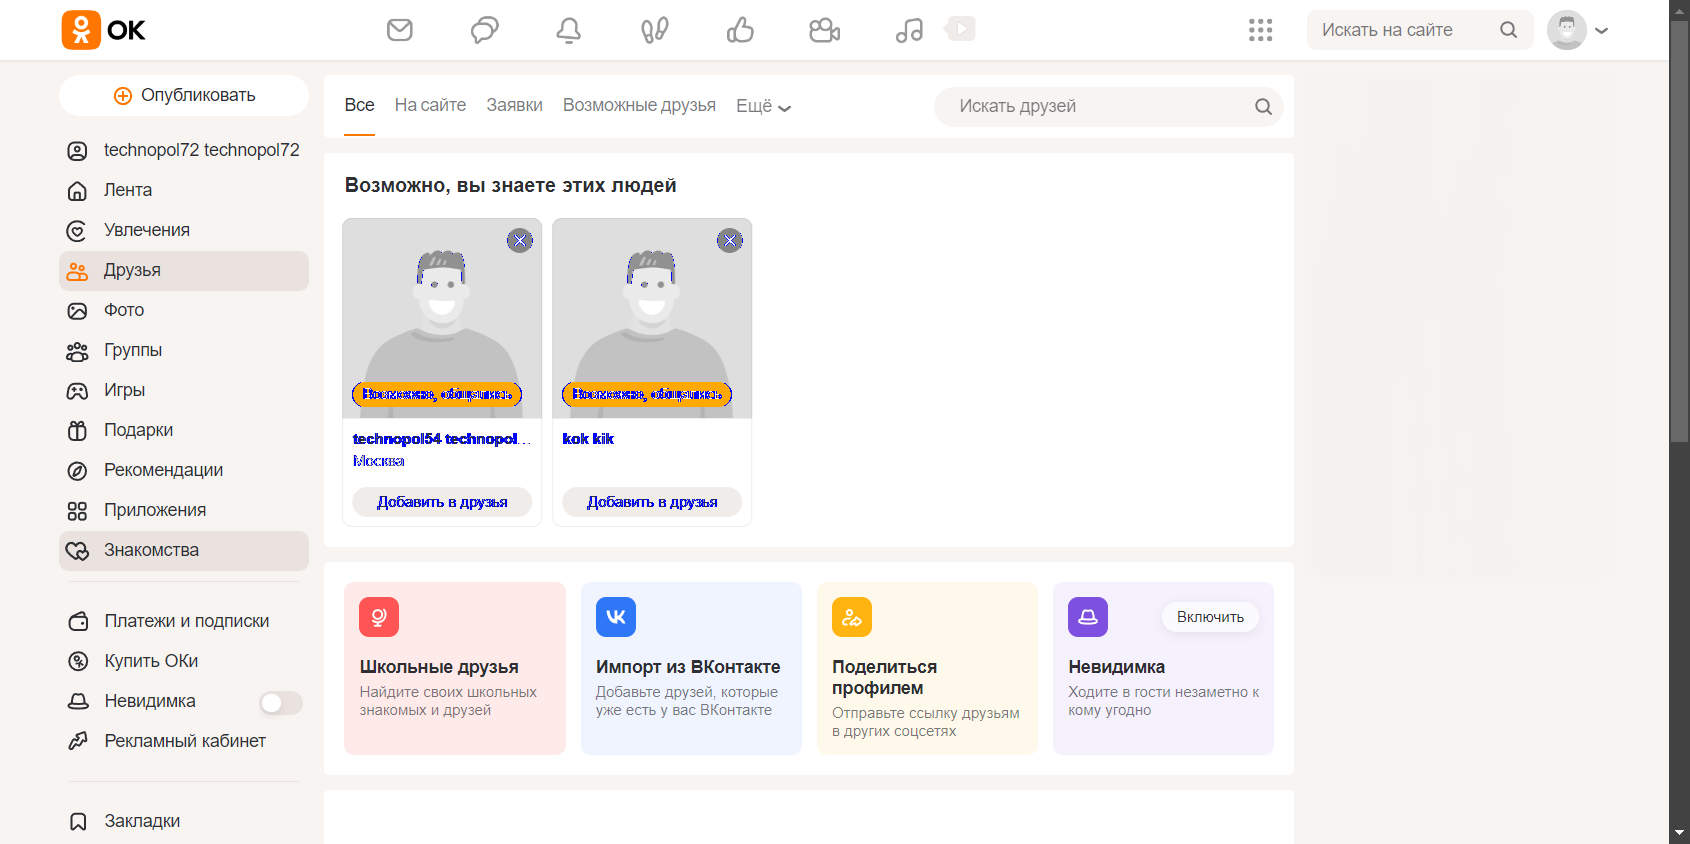 OK
Искать на сайте
Опубликовать
technopol72 technopol72
Лента
Увлечения
Друзья
Фото
Группы
Игры
Подарки
Рекомендации
Приложения
Знакомства
Платежи и подписки
Купить ОКи
Невидимка
Рекламный кабинет
Закладки
Все На сайте Заявки Возможные друзья Ещё
Искать друзей
Возможно, вы знаете этих людей
Возможно, общались
technopol54 technopol...
Москва
Добавить в друзья
Возможно, общались
kok kik
Добавить в друзья
Школьные друзья
Найдите своих школьных
знакомых и друзей
Импорт из ВКонтакте
Добавьте друзей, которые
уже есть у вас ВКонтакте
Поделиться
профилем
Отправьте ссылку друзьям
в других соцсетях
Включить
Невидимка
Ходите в гости незаметно к
кому угодно